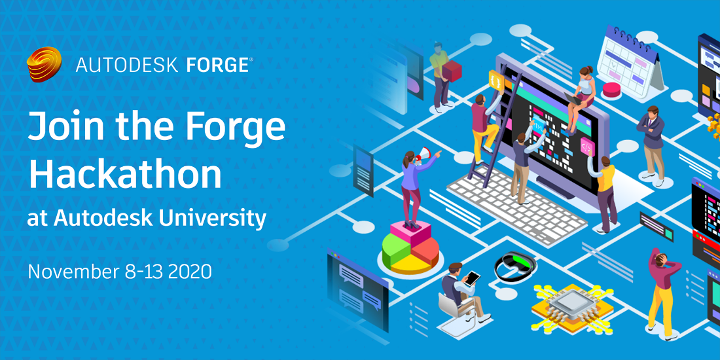 AUTODESK FORGE®
Join the Forge
Hackathon
at Autodesk University
November 8-13 2020